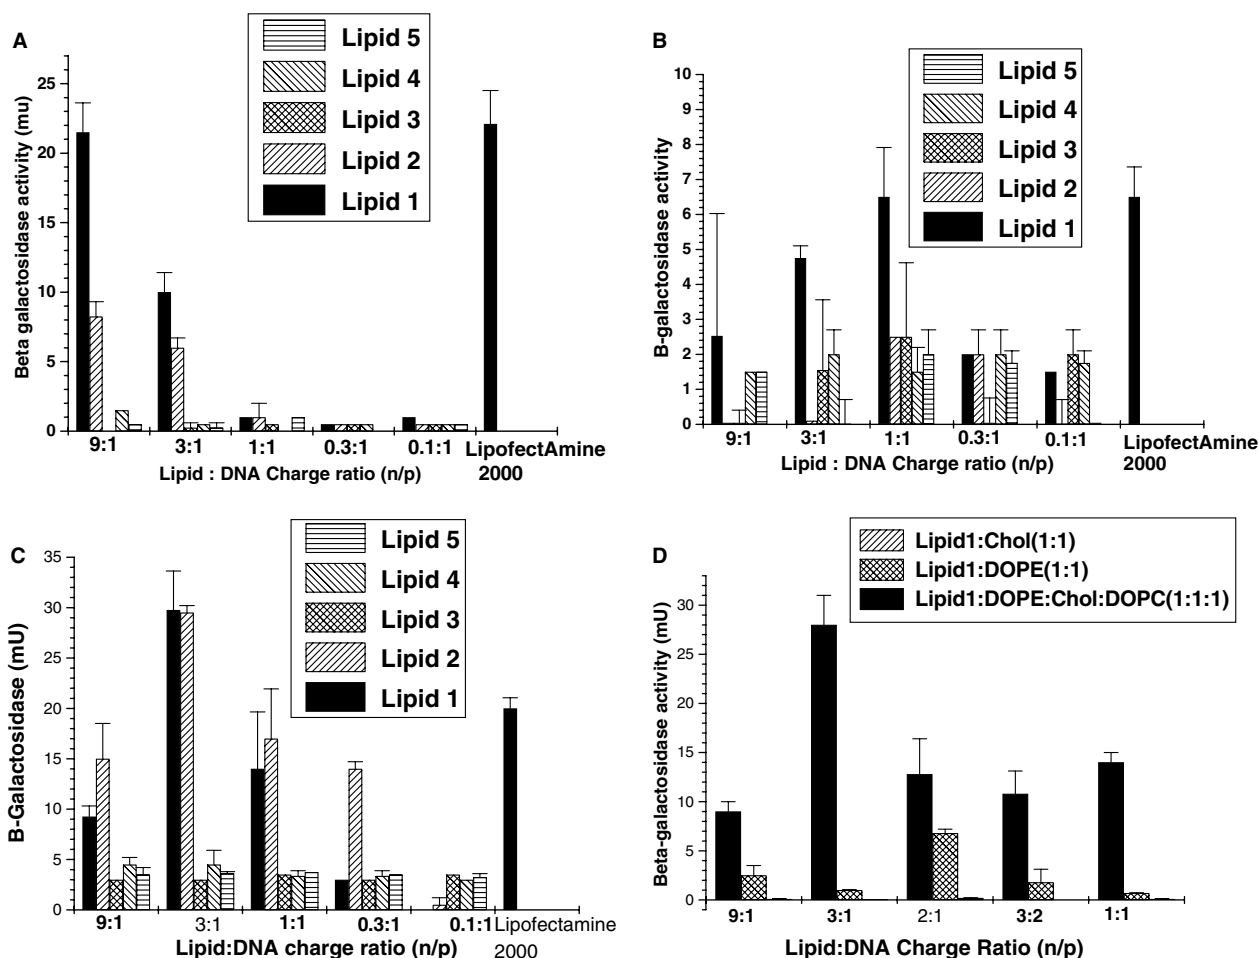 A
Lipid 5
Lipid 4
Lipid 3
Lipid 2
Lipid 1
Beta galactosidase activity (mu)
25
20
15
10
5
0
9:1 3:1 1:1 0.3:1 0.1:1 LipofectAmine
2000
Lipid : DNA Charge ratio (n/p)
B
Lipid 5
Lipid 4
Lipid 3
Lipid 2
Lipid 1
B-galactosidase activity
10
9
8
7
6
5
4
3
2
1
0
9:1 3:1 1:1 0.3:1 0.1:1 LipofectAmine
2000
Lipid : DNA Charge ratio (n/p)
C
Lipid 5
Lipid 4
Lipid 3
Lipid 2
Lipid 1
B-Galactosidase (mU)
35
30
25
20
15
10
5
0
9:1 3:1 1:1 0.3:1 0.1:1 Lipofectamine
2000
Lipid:DNA charge ratio (n/p)
D
Lipid1:Chol(1:1)
Lipid1:DOPE(1:1)
Lipid1:DOPE:Chol:DOPC(1:1:1)
Beta-galactosidase activity (mU)
30
25
20
15
10
5
0
9:1 3:1 2:1 3:2 1:1
Lipid:DNA Charge Ratio (n/p)